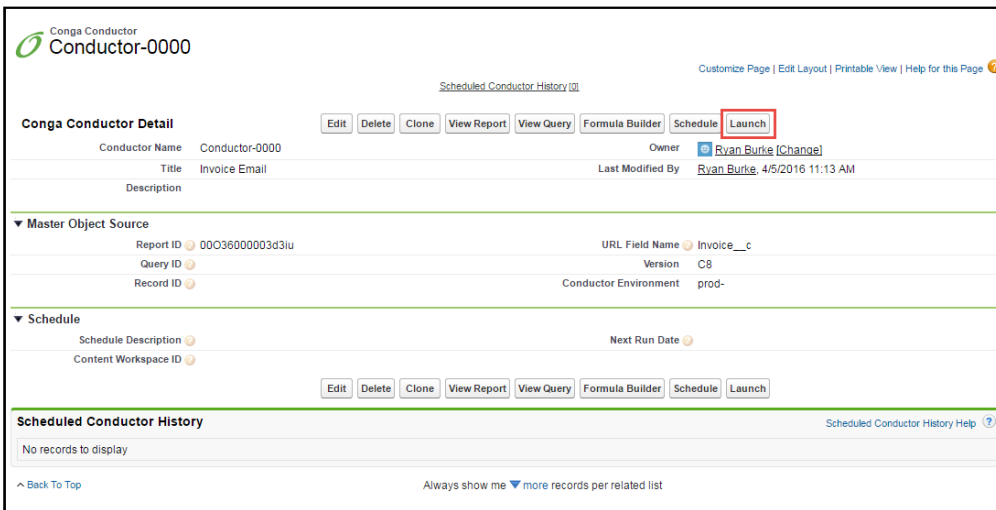 Conga Conductor
Conductor-0000
Customize Page | Edit Layout | Printable View | Help for this Page ?
Scheduled Conductor History [0]
Conga Conductor Detail Edit Delete Clone View Report View Query Formula Builder Schedule Launch
Conductor Name Conductor-0000 Owner Ryan Burke [Change]
Title Invoice Email Last Modified By Ryan Burke, 4/5/2016 11:13 AM
Description
▼ Master Object Source
Report ID ? 00O36000003d3iu URL Field Name ? Invoice__c
Query ID ? Version C8
Record ID ? Conductor Environment prod-
▼ Schedule
Schedule Description ? Next Run Date ?
Content Workspace ID ?
Edit Delete Clone View Report View Query Formula Builder Schedule Launch
Scheduled Conductor History Scheduled Conductor History Help ?
No records to display
^ Back To Top Always show me ▼ more records per related list